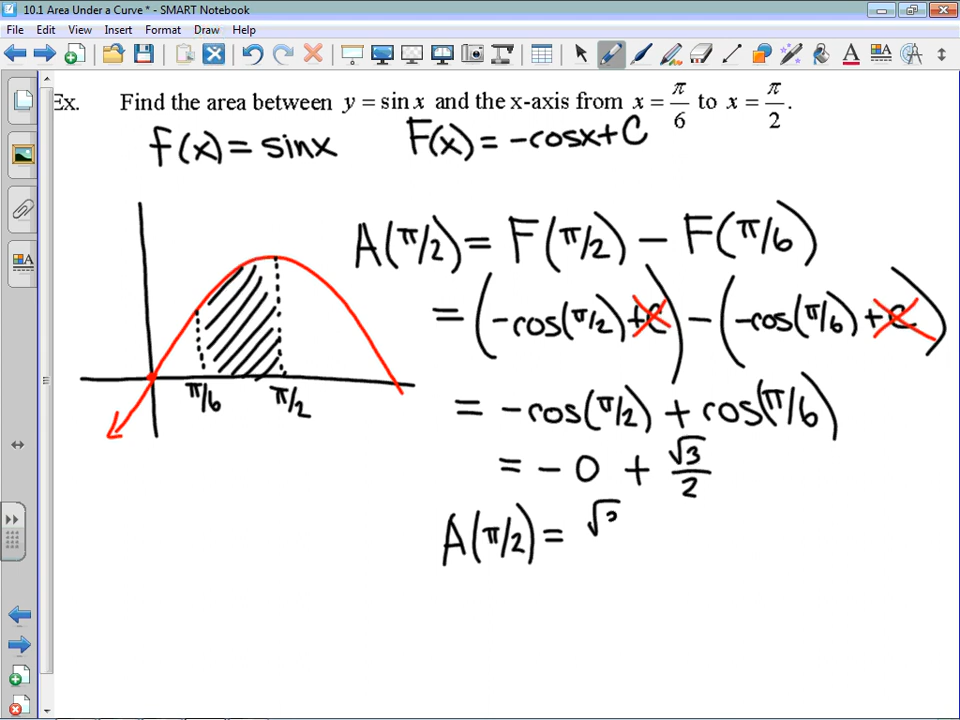 10.1 Area Under a Curve * - SMART Notebook
File Edit View Insert Format Draw Help
Ex. Find the area between y = sin x and the x-axis from x = π/6 to x = π/2.
f(x) = sinx F(x) = -cosx + C
A(π/2) = F(π/2) - F(π/6)
= (-cos(π/2) + C) - (-cos(π/6) + C)
π/6 π/2
= -cos(π/2) + cos(π/6)
= -0 + √3/2
A(π/2) = √